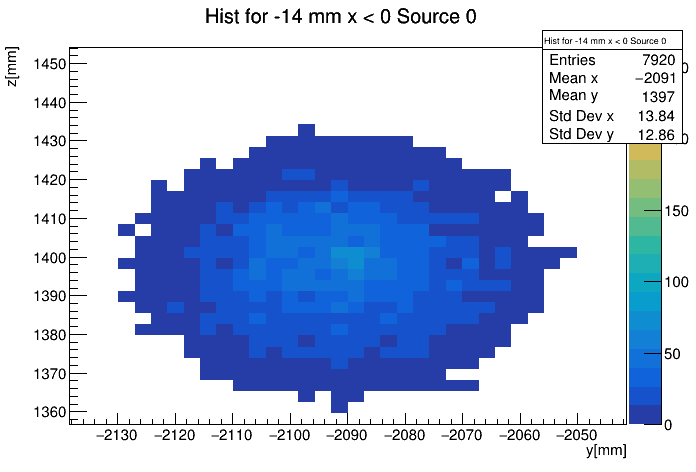 Hist for -14 mm x < 0 Source 0
z[mm]
Hist for -14 mm x < 0 Source 0
Entries 7920
Mean x −2091
Mean y 1397
Std Dev x 13.84
Std Dev y 12.86
1450
1440
1430
1420
1410
1400
1390
1380
1370
1360
150
100
50
0
−2130 −2120 −2110 −2100 −2090 −2080 −2070 −2060 −2050
y[mm]